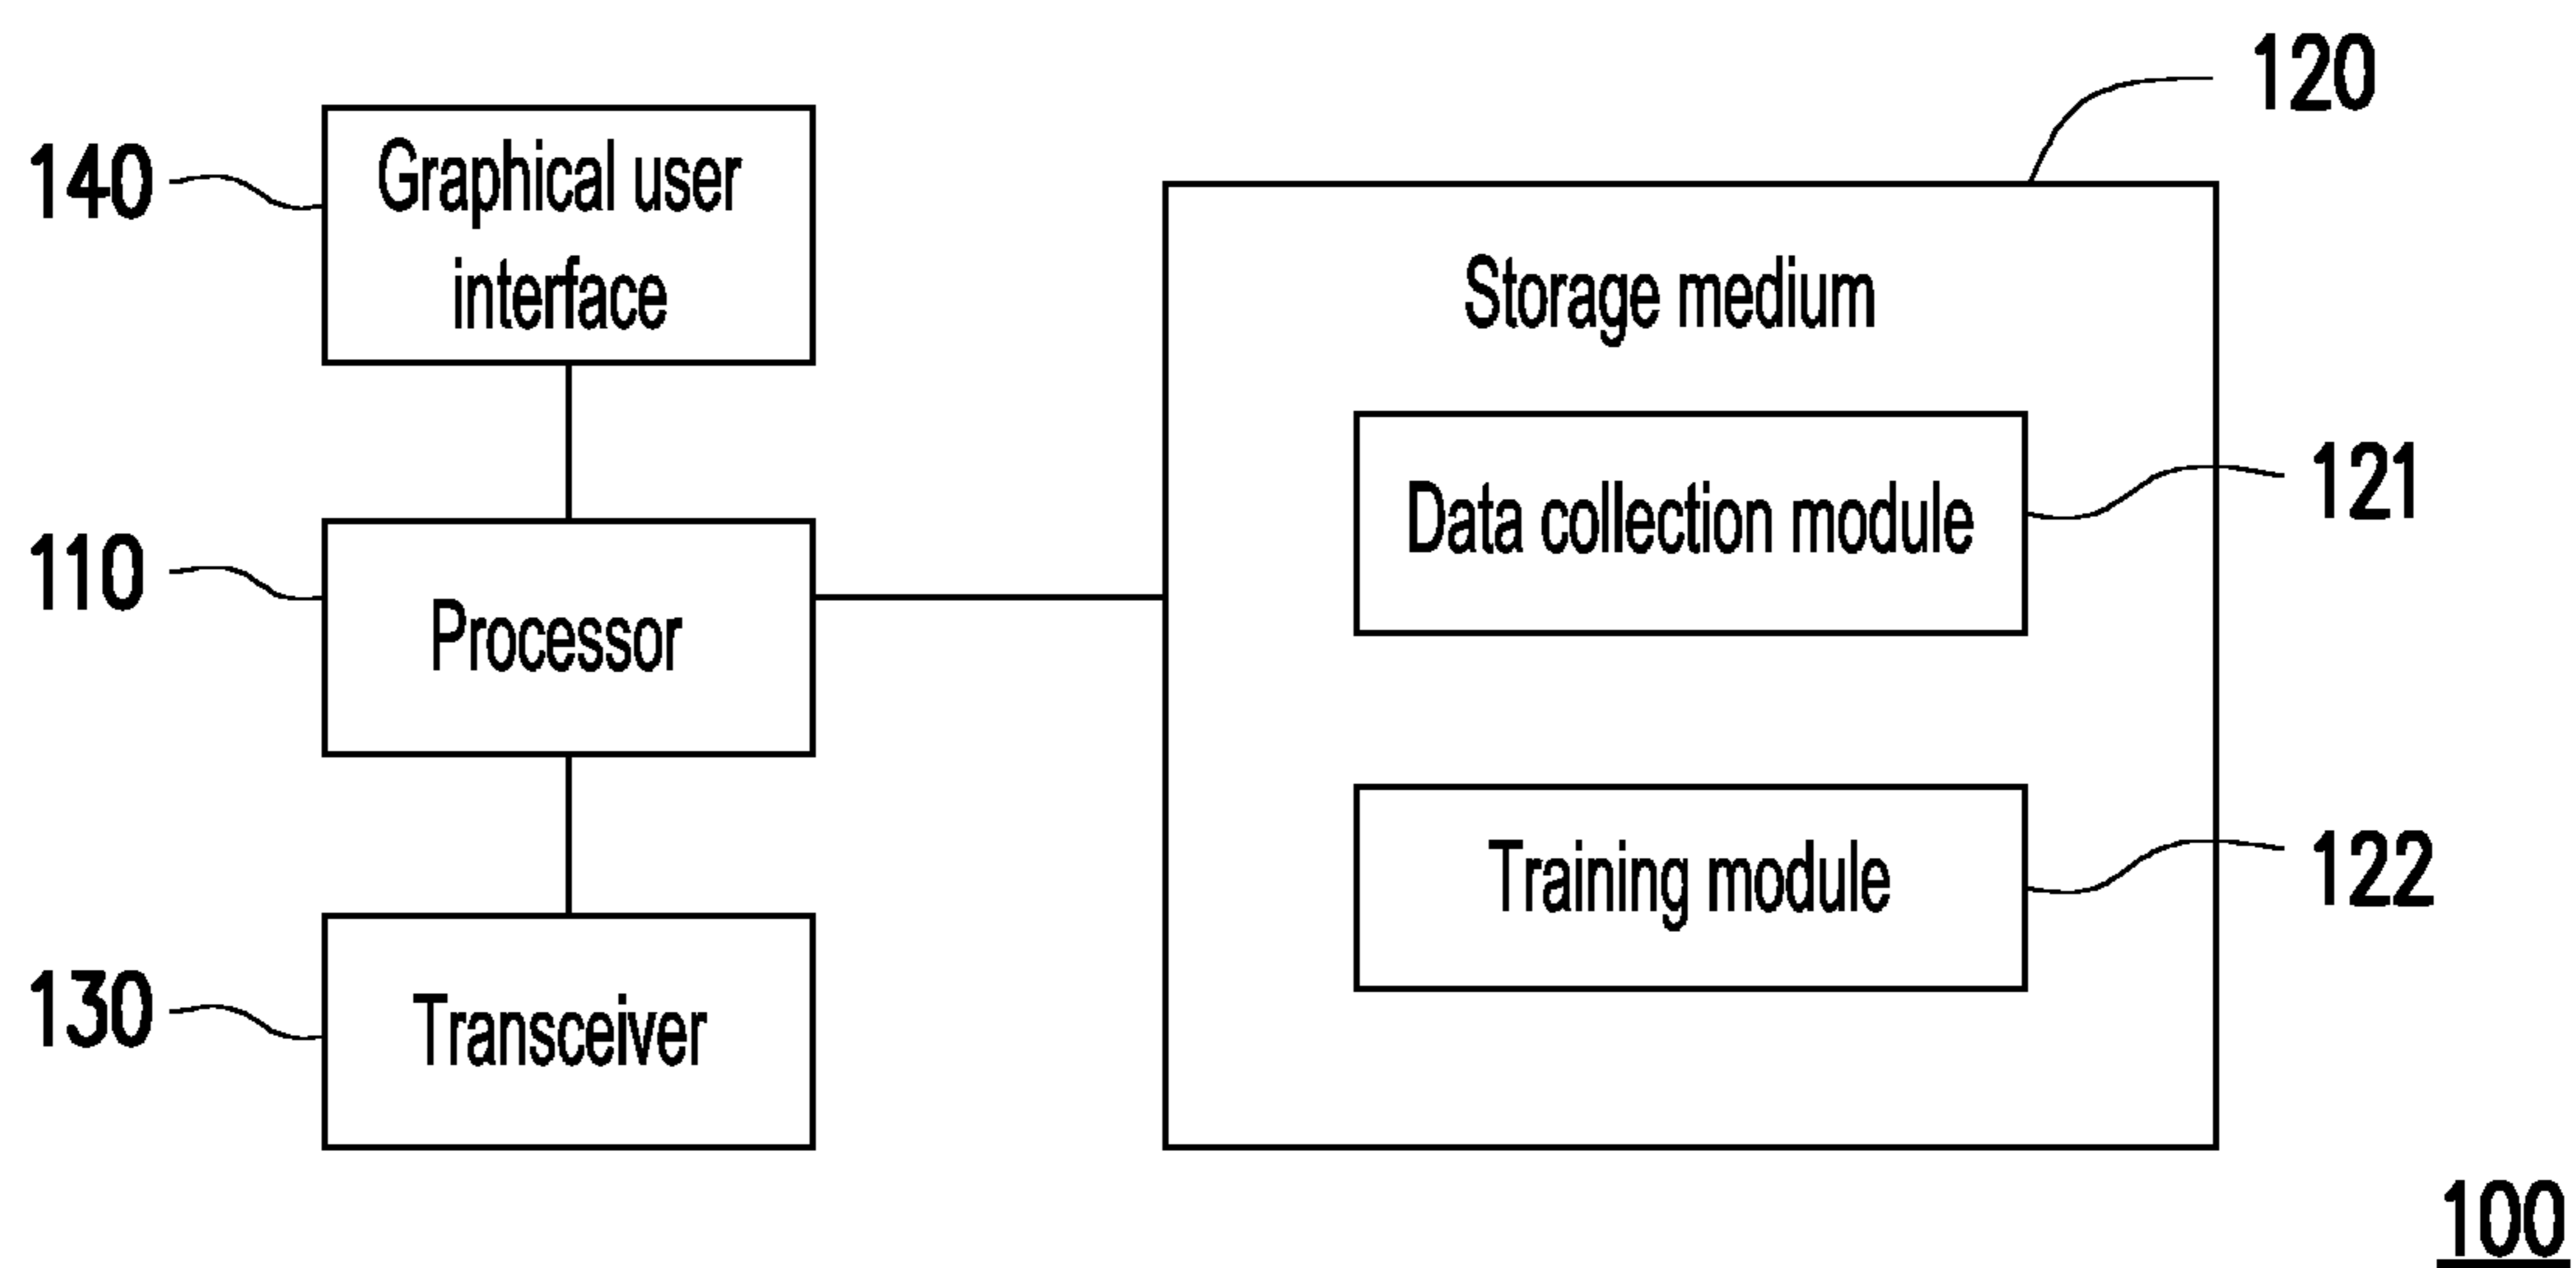 120
140
Graphical user
interface
Storage medium
121
Data collection module
110
Processor
122
Training module
130
Transceiver
100